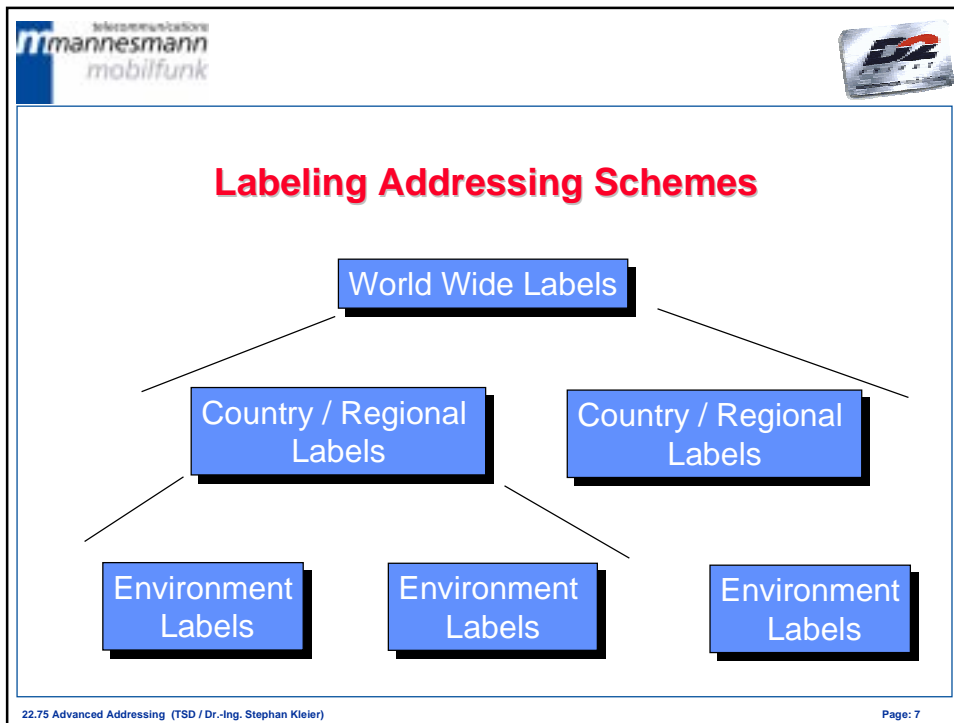 telecommunications
mannesmann
mobilfunk
D2
Labeling Addressing Schemes
World Wide Labels
Country / Regional
Labels
Country / Regional
Labels
Environment
Labels
Environment
Labels
Environment
Labels
22.75 Advanced Addressing (TSD / Dr.-Ing. Stephan Kleier)
Page: 7